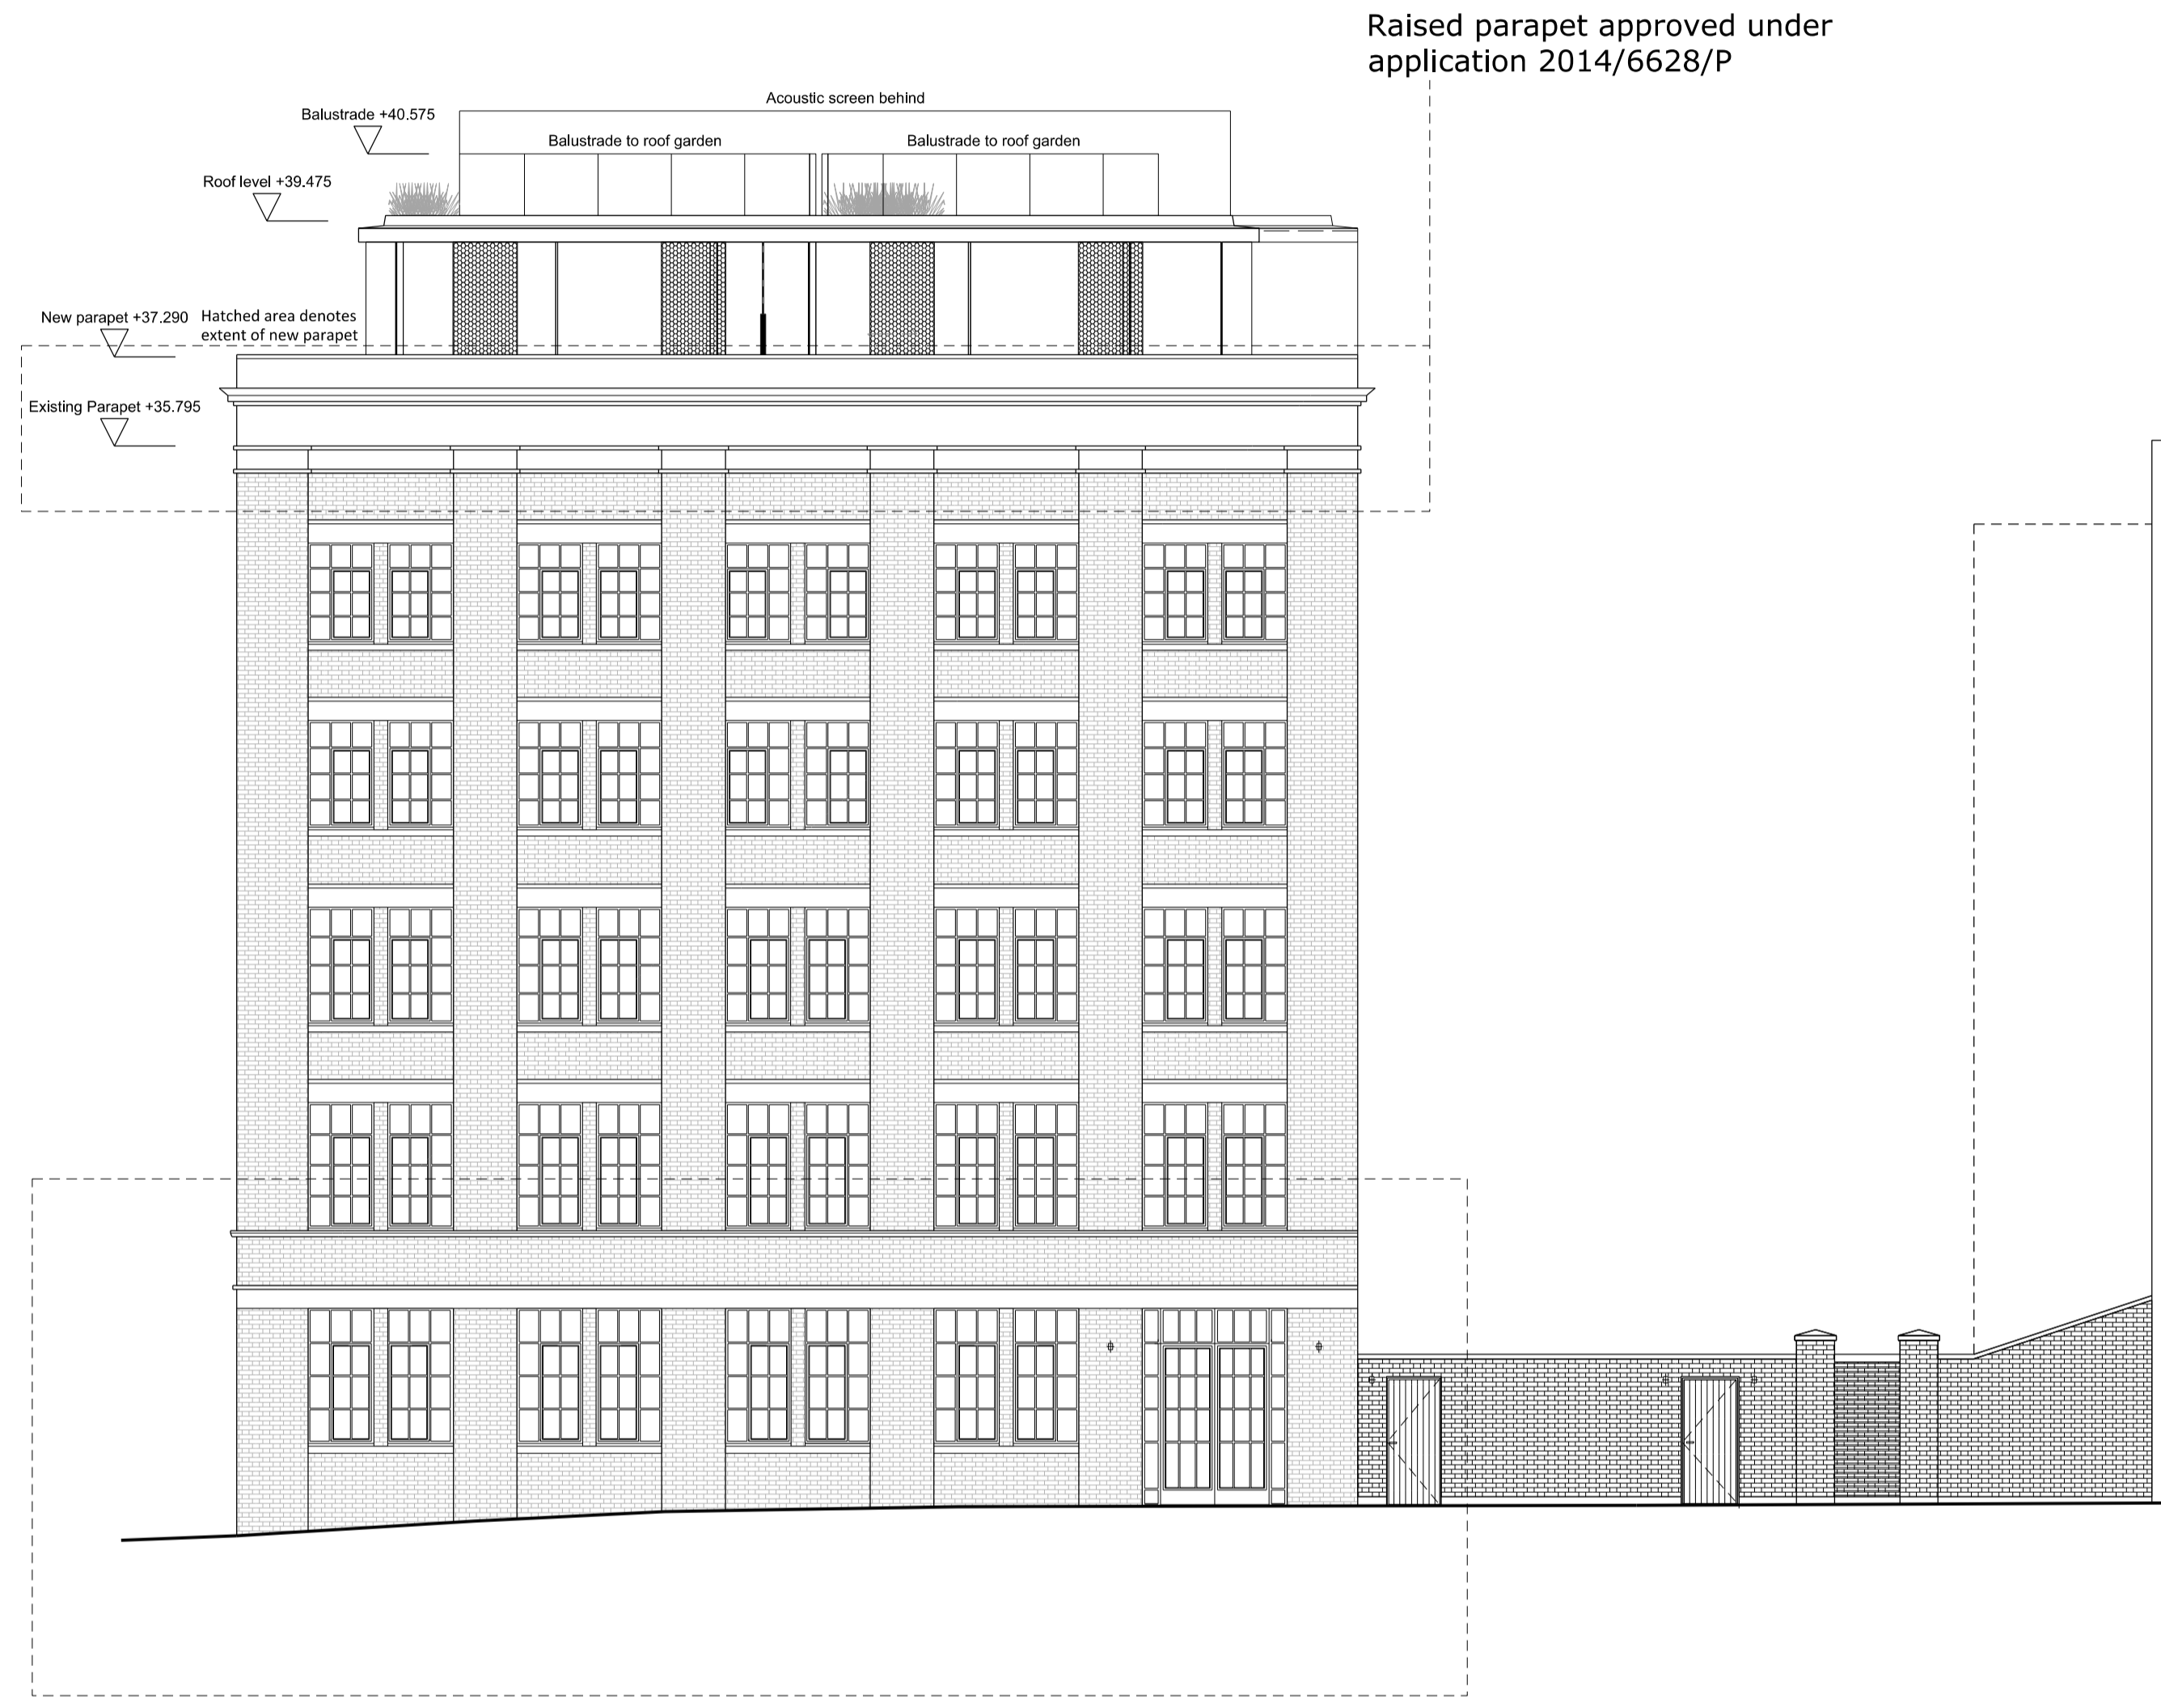 Raised parapet approved under
application 2014/6628/P
Acoustic screen behind
Balustrade +40.575
Balustrade to roof garden
Balustrade to roof garden
Roof level +39.475
New parapet +37.290
Hatched area denotes
extent of new parapet
Existing Parapet +35.795